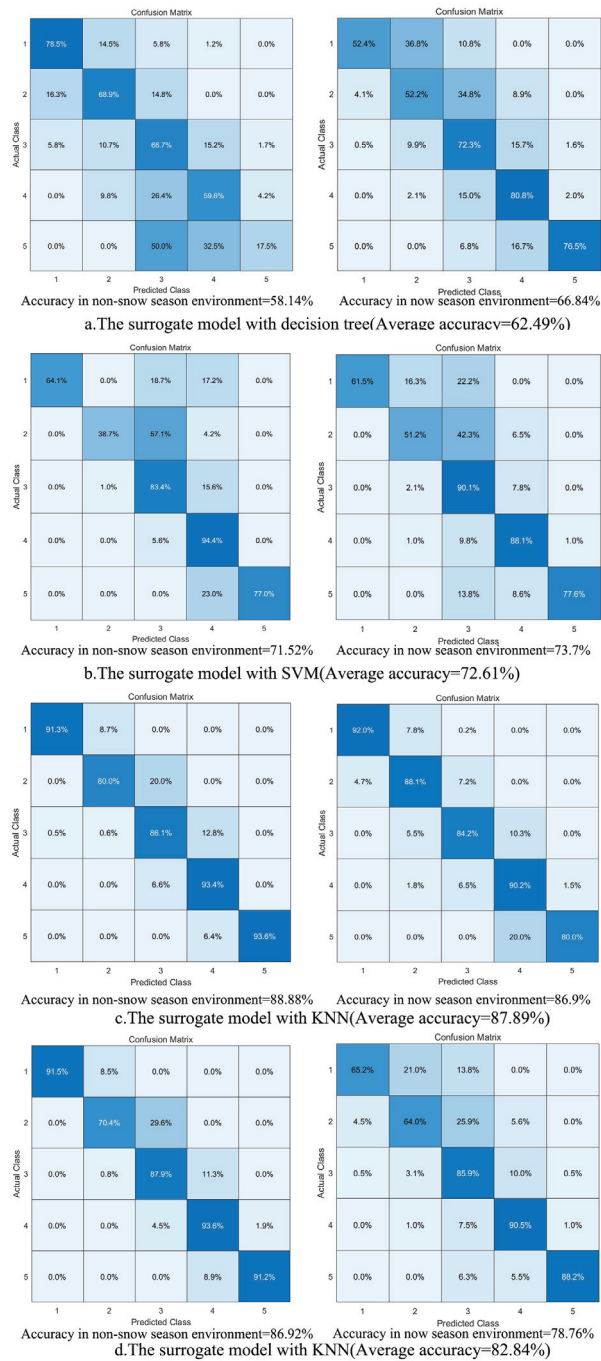 Confusion Matrix
Confusion Matrix
1 78.5% 14.5% 5.8% 1.2% 0.0%
1 52.4% 36.8% 10.8% 0.0% 0.0%
2 16.3% 68.9% 14.8% 0.0% 0.0%
2 4.1% 52.2% 34.8% 8.9% 0.0%
Actual Class
Actual Class
3 5.8% 10.7% 66.7% 15.2% 1.7%
3 0.5% 9.9% 72.3% 15.7% 1.6%
4 0.0% 9.8% 26.4% 59.6% 4.2%
4 0.0% 2.1% 15.0% 80.8% 2.0%
5 0.0% 0.0% 50.0% 32.5% 17.5%
5 0.0% 0.0% 6.8% 16.7% 76.5%
1 2 3 4 5
1 2 3 4 5
Predicted Class
Predicted Class
Accuracy in non-snow season environment=58.14%
Accuracy in now season environment=66.84%
a.The surrogate model with decision tree(Average accuracy=62.49%)
Confusion Matrix
Confusion Matrix
1 64.1% 0.0% 18.7% 17.2% 0.0%
1 61.5% 16.3% 22.2% 0.0% 0.0%
2 0.0% 38.7% 57.1% 4.2% 0.0%
2 0.0% 51.2% 42.3% 6.5% 0.0%
Actual Class
Actual Class
3 0.0% 1.0% 83.4% 15.6% 0.0%
3 0.0% 2.1% 90.1% 7.8% 0.0%
4 0.0% 0.0% 5.6% 94.4% 0.0%
4 0.0% 1.0% 9.8% 88.1% 1.0%
5 0.0% 0.0% 0.0% 23.0% 77.0%
5 0.0% 0.0% 13.8% 8.6% 77.6%
1 2 3 4 5
1 2 3 4 5
Predicted Class
Predicted Class
Accuracy in non-snow season environment=71.52%
Accuracy in now season environment=73.7%
b.The surrogate model with SVM(Average accuracy=72.61%)
Confusion Matrix
Confusion Matrix
1 91.3% 8.7% 0.0% 0.0% 0.0%
1 92.0% 7.8% 0.2% 0.0% 0.0%
2 0.0% 80.0% 20.0% 0.0% 0.0%
2 4.7% 88.1% 7.2% 0.0% 0.0%
Actual Class
Actual Class
3 0.5% 0.6% 86.1% 12.8% 0.0%
3 0.0% 5.5% 84.2% 10.3% 0.0%
4 0.0% 0.0% 6.6% 93.4% 0.0%
4 0.0% 1.8% 6.5% 90.2% 1.5%
5 0.0% 0.0% 0.0% 6.4% 93.6%
5 0.0% 0.0% 0.0% 20.0% 80.0%
1 2 3 4 5
1 2 3 4 5
Predicted Class
Predicted Class
Accuracy in non-snow season environment=88.88%
Accuracy in now season environment=86.9%
c.The surrogate model with KNN(Average accuracy=87.89%)
Confusion Matrix
Confusion Matrix
1 91.5% 8.5% 0.0% 0.0% 0.0%
1 65.2% 21.0% 13.8% 0.0% 0.0%
2 0.0% 70.4% 29.6% 0.0% 0.0%
2 4.5% 64.0% 25.9% 5.6% 0.0%
Actual Class
Actual Class
3 0.0% 0.8% 87.9% 11.3% 0.0%
3 0.5% 3.1% 85.9% 10.0% 0.5%
4 0.0% 0.0% 4.5% 93.6% 1.9%
4 0.0% 1.0% 7.5% 90.5% 1.0%
5 0.0% 0.0% 0.0% 8.9% 91.2%
5 0.0% 0.0% 6.3% 5.5% 88.2%
1 2 3 4 5
1 2 3 4 5
Predicted Class
Predicted Class
Accuracy in non-snow season environment=86.92%
Accuracy in now season environment=78.76%
d.The surrogate model with KNN(Average accuracy=82.84%)